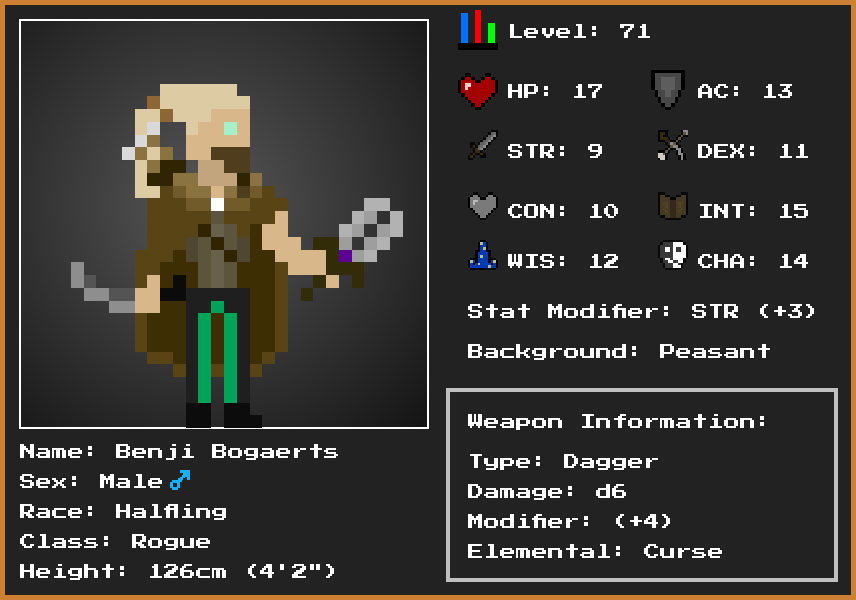 Level: 71
HP: 17
AC: 13
STR: 9
DEX: 11
CON: 10
INT: 15
WIS: 12
CHA: 14
Stat Modifier: STR (+3)
Background: Peasant
Weapon Information:
Type: Dagger
Damage: d6
Modifier: (+4)
Elemental: Curse
Name: Benji Bogaerts
Sex: Male ♂
Race: Halfling
Class: Rogue
Height: 126cm (4'2")